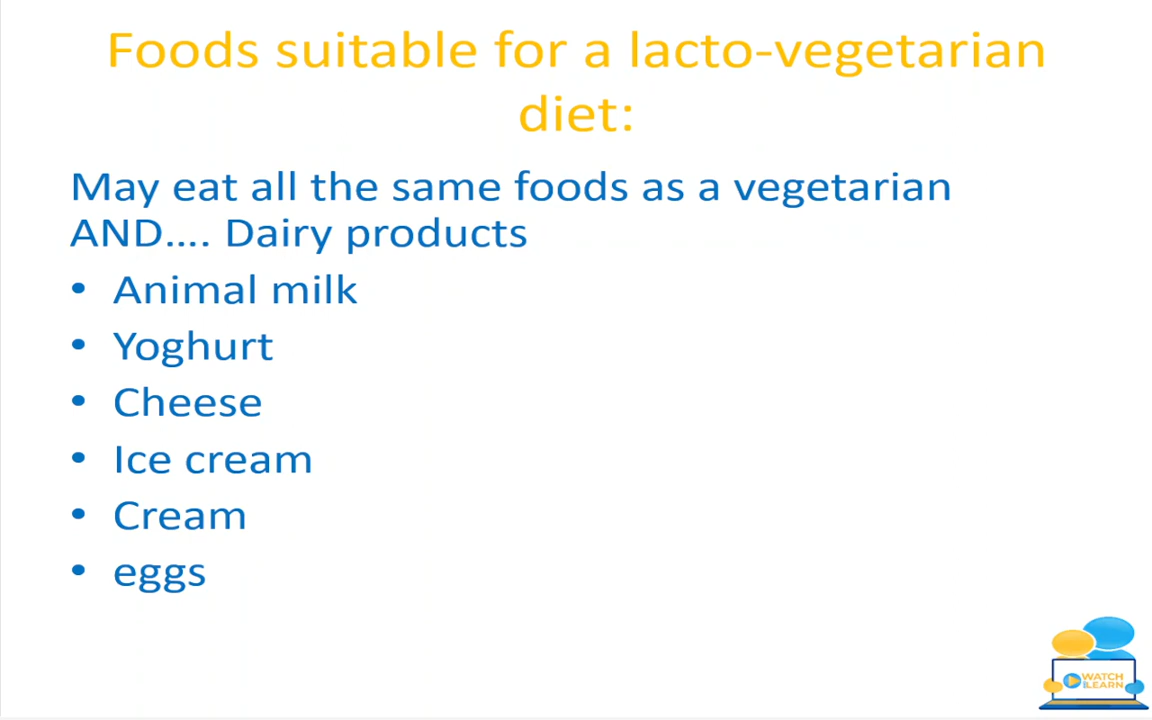 Foods suitable for a lacto-vegetarian
diet:
May eat all the same foods as a vegetarian
AND.... Dairy products
• Animal milk
• Yoghurt
• Cheese
• Ice cream
• Cream
• eggs
WATCH
AND LEARN